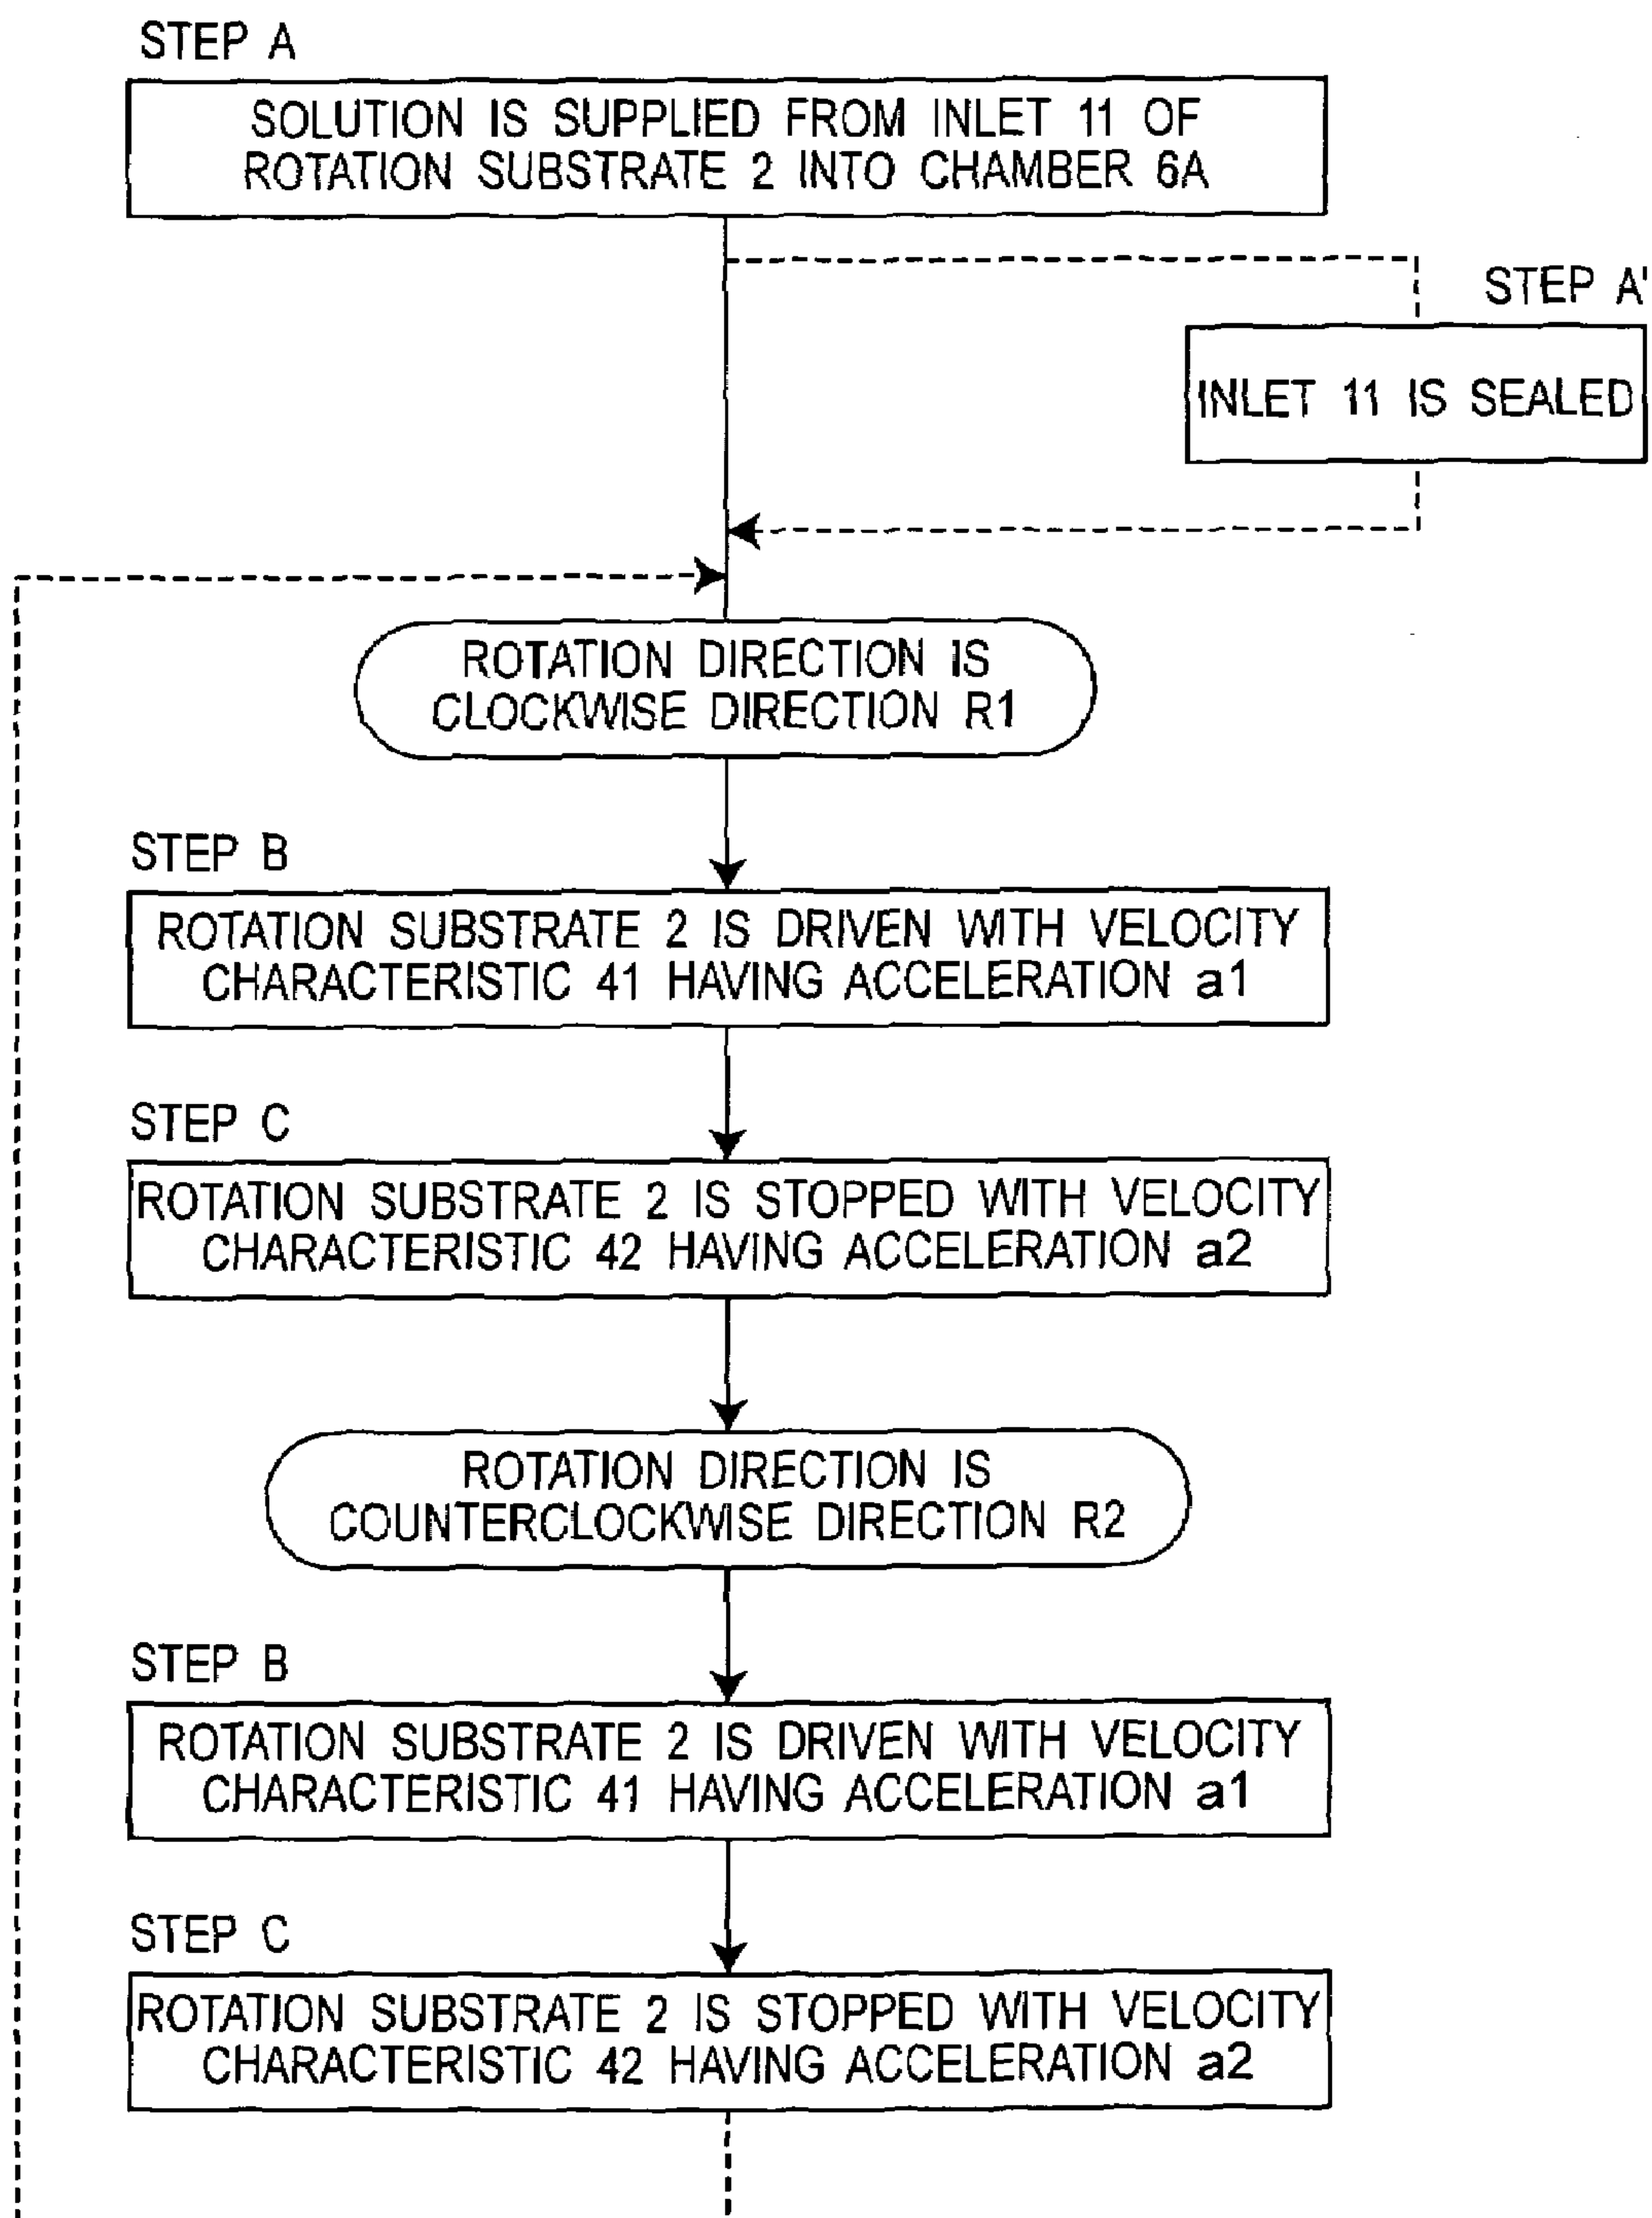 STEP A
SOLUTION IS SUPPLIED FROM INLET 11 OF
ROTATION SUBSTRATE 2 INTO CHAMBER 6A
STEP A'
INLET 11 IS SEALED
ROTATION DIRECTION IS
CLOCKWISE DIRECTION R1
STEP B
ROTATION SUBSTRATE 2 IS DRIVEN WITH VELOCITY
CHARACTERISTIC 41 HAVING ACCELERATION a1
STEP C
ROTATION SUBSTRATE 2 IS STOPPED WITH VELOCITY
CHARACTERISTIC 42 HAVING ACCELERATION a2
ROTATION DIRECTION IS
COUNTERCLOCKWISE DIRECTION R2
STEP B
ROTATION SUBSTRATE 2 IS DRIVEN WITH VELOCITY
CHARACTERISTIC 41 HAVING ACCELERATION a1
STEP C
ROTATION SUBSTRATE 2 IS STOPPED WITH VELOCITY
CHARACTERISTIC 42 HAVING ACCELERATION a2